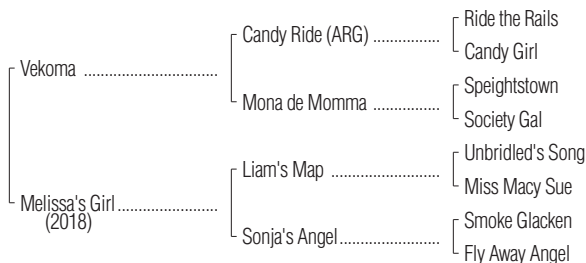 Ride the Rails
Candy Ride (ARG) ................
Candy Girl
Vekoma ................................
Speightstown
Mona de Momma ................
Society Gal
Unbridled's Song
Liam's Map ..........................
Miss Macy Sue
Melissa's Girl ........................
(2018)
Smoke Glacken
Sonja's Angel........................
Fly Away Angel